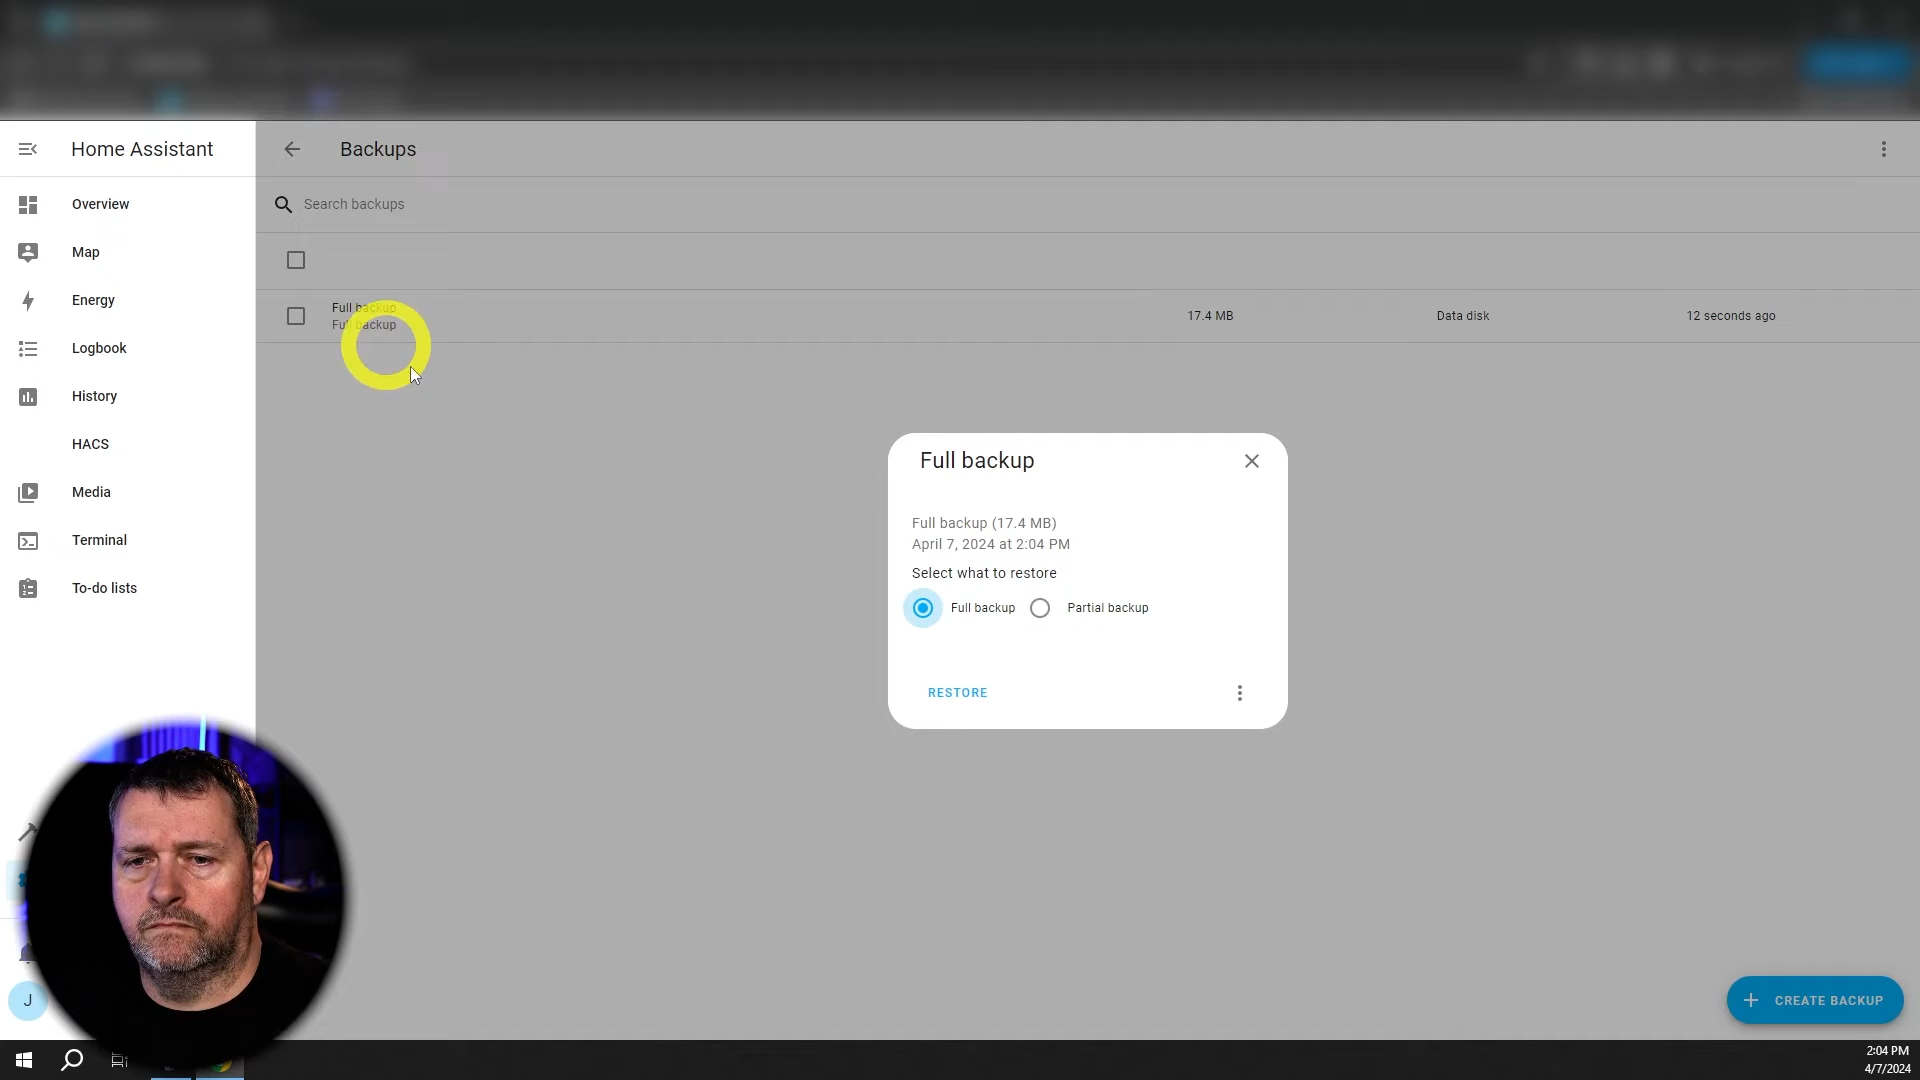 Home Assistant
Backups
Search backups
Overview
Map
Energy
Logbook
History
HACS
Media
Terminal
To-do lists
Full backup
Full backup
17.4 MB
Data disk
12 seconds ago
Full backup
Full backup (17.4 MB)
April 7, 2024 at 2:04 PM
Select what to restore
Full backup
Partial backup
RESTORE
J
CREATE BACKUP
2:04 PM
4/7/2024